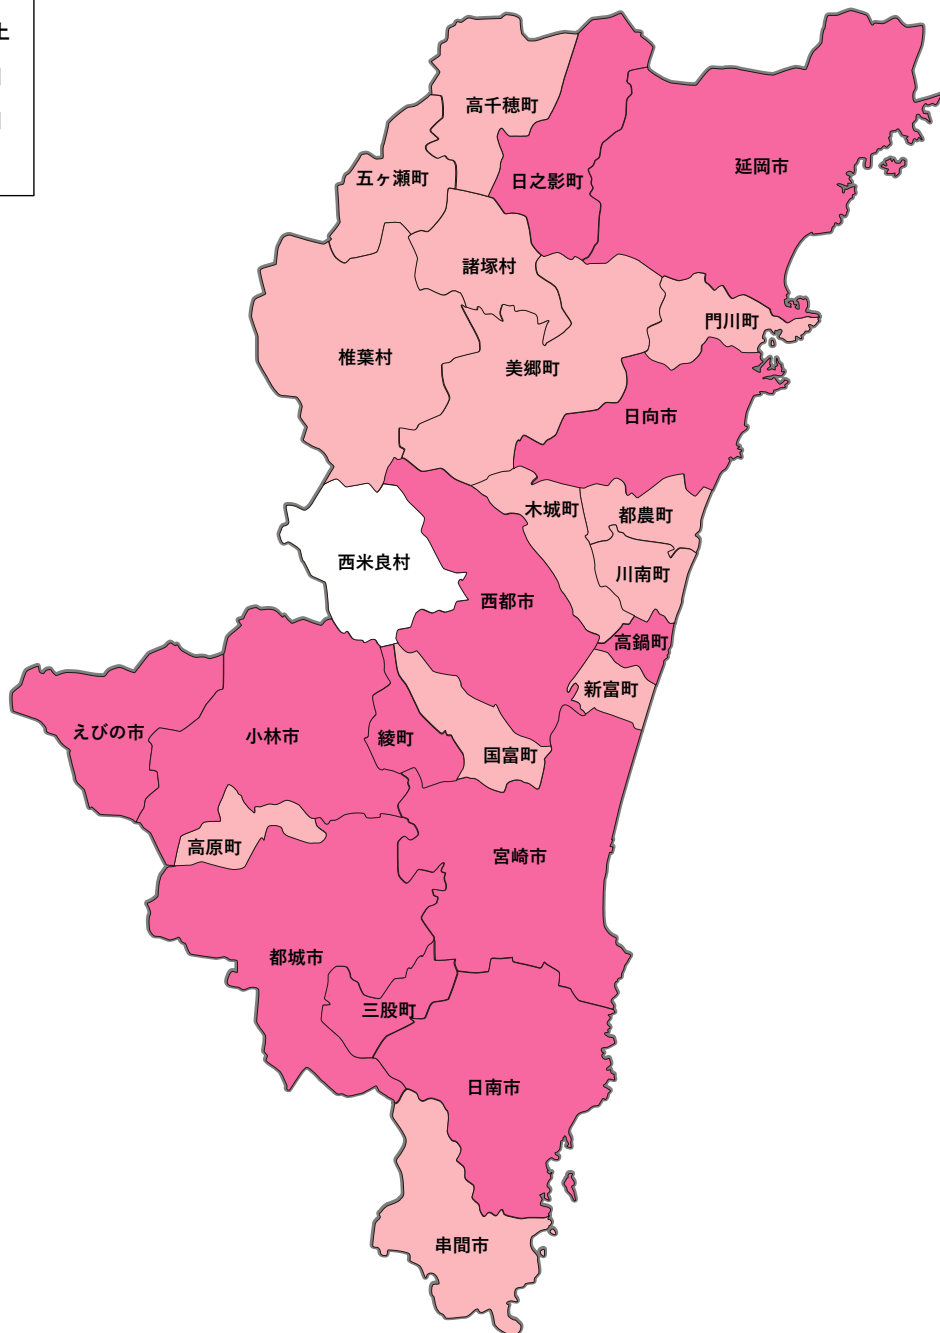 高千穂町
延岡市
五ヶ瀬町
日之影町
諸塚村
門川町
椎葉村
美郷町
日向市
木城町
都農町
西米良村
川南町
西都市
高鍋町
新富町
えびの市
小林市
綾町
国富町
高原町
宮崎市
都城市
三股町
日南市
串間市